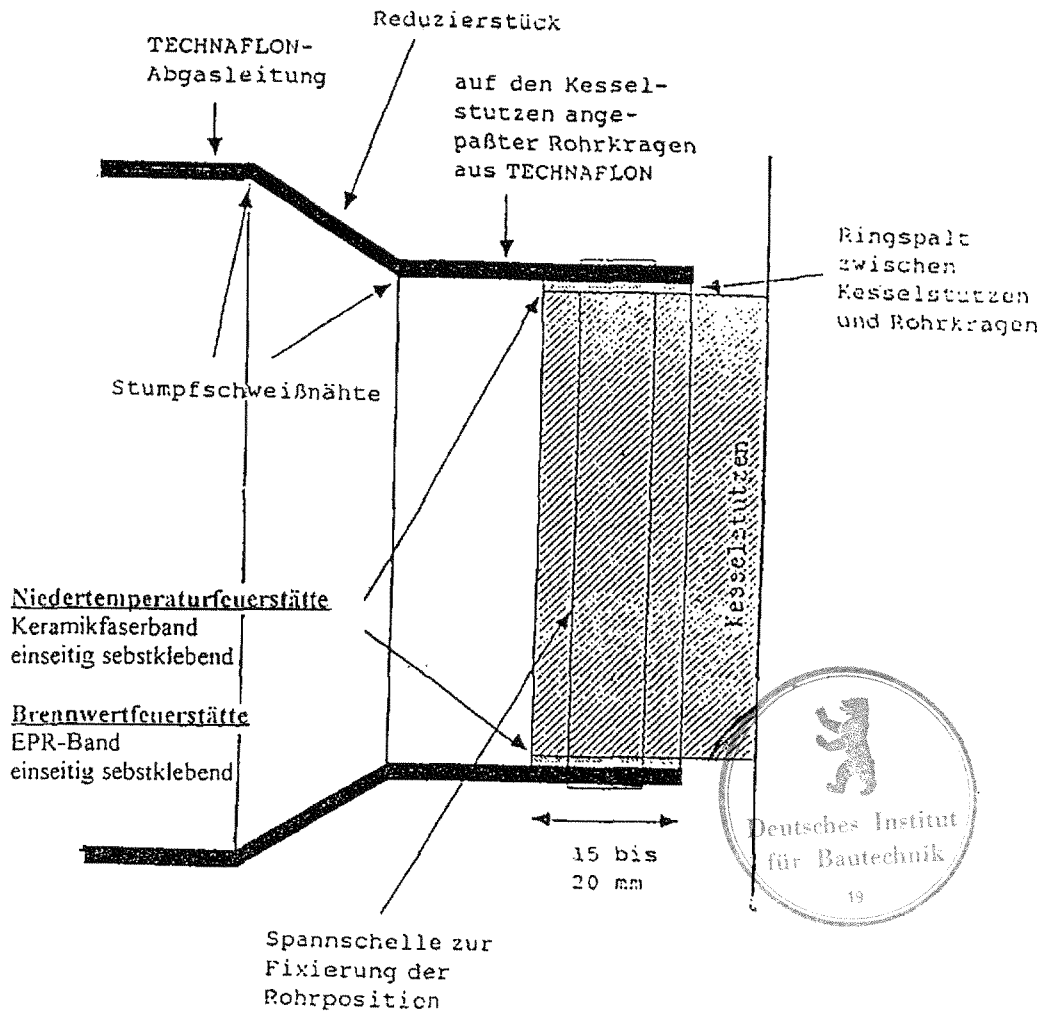 Reduzierstück
TECHNAFLON-
Abgasleitung
auf den Kessel-
stutzen ange-
paßter Rohrkragen
aus TECHNAFLON
Ringspalt
zwischen
Kesselstutzen
und Rohrkragen
Stumpfschweißnähte
Kesselstutzen
Niedertemperaturfeuerstätte
Keramikfaserband
einseitig sebstklebend
Brennwertfeuerstätte
EPR-Band
einseitig sebstklebend
15 bis
20 mm
Deutsches Institut
für Bautechnik
19
Spannschelle zur
Fixierung der
Rohrposition